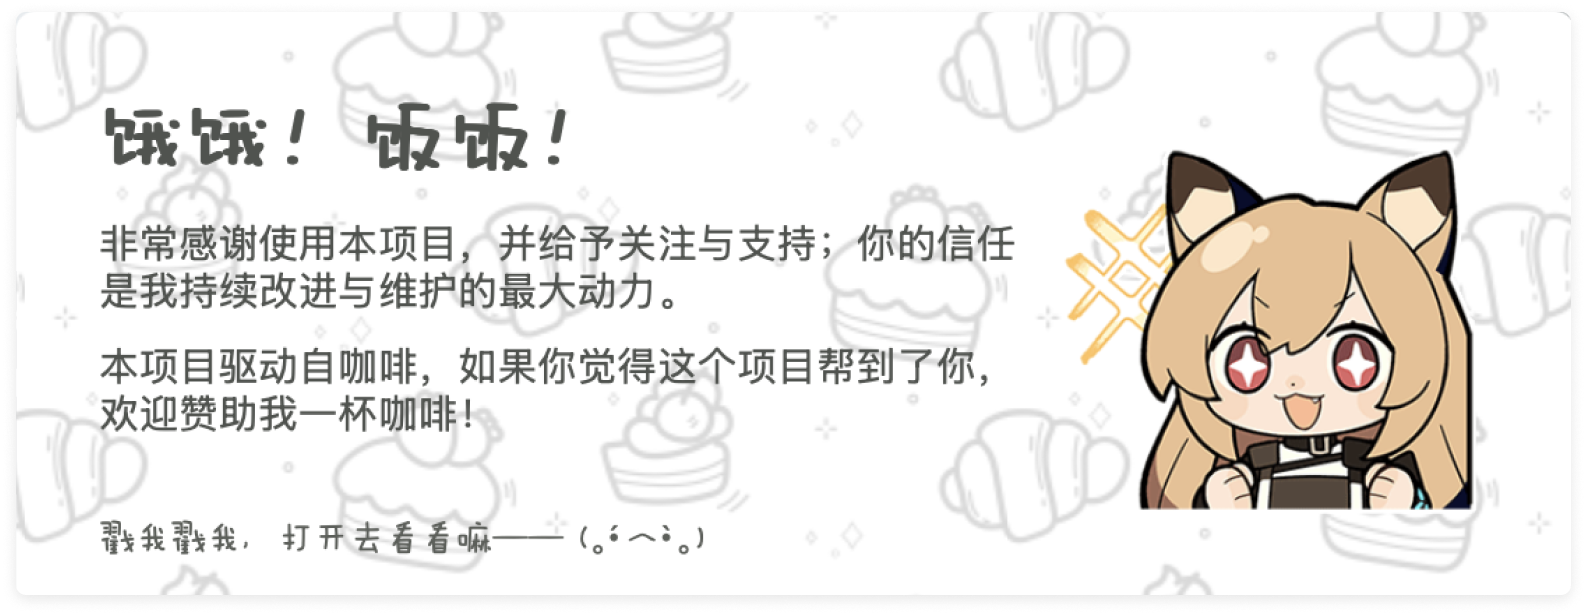 饿饿！饭饭！
非常感谢使用本项目，并给予关注与支持；你的信任
是我持续改进与维护的最大动力。
本项目驱动自咖啡，如果你觉得这个项目帮到了你，
欢迎赞助我一杯咖啡！
戳我戳我，打开去看看嘛——（｡•́︿•̀｡）